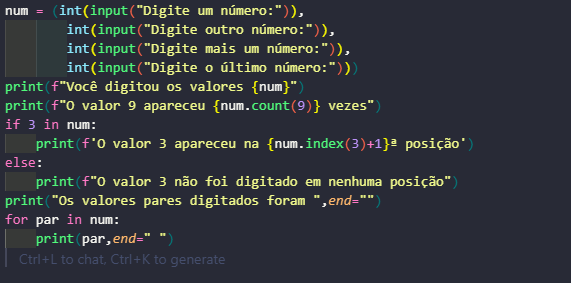 num = (int(input("Digite um número:")),
int(input("Digite outro número:")),
int(input("Digite mais um número:")),
int(input("Digite o último número:")))
print(f"Você digitou os valores {num}")
print(f"O valor 9 apareceu {num.count(9)} vezes")
if 3 in num:
print(f'O valor 3 apareceu na {num.index(3)+1}ª posição')
else:
print(f"O valor 3 não foi digitado em nenhuma posição")
print("Os valores pares digitados foram ",end="")
for par in num:
print(par,end=" ")
Ctrl+L to chat, Ctrl+K to generate